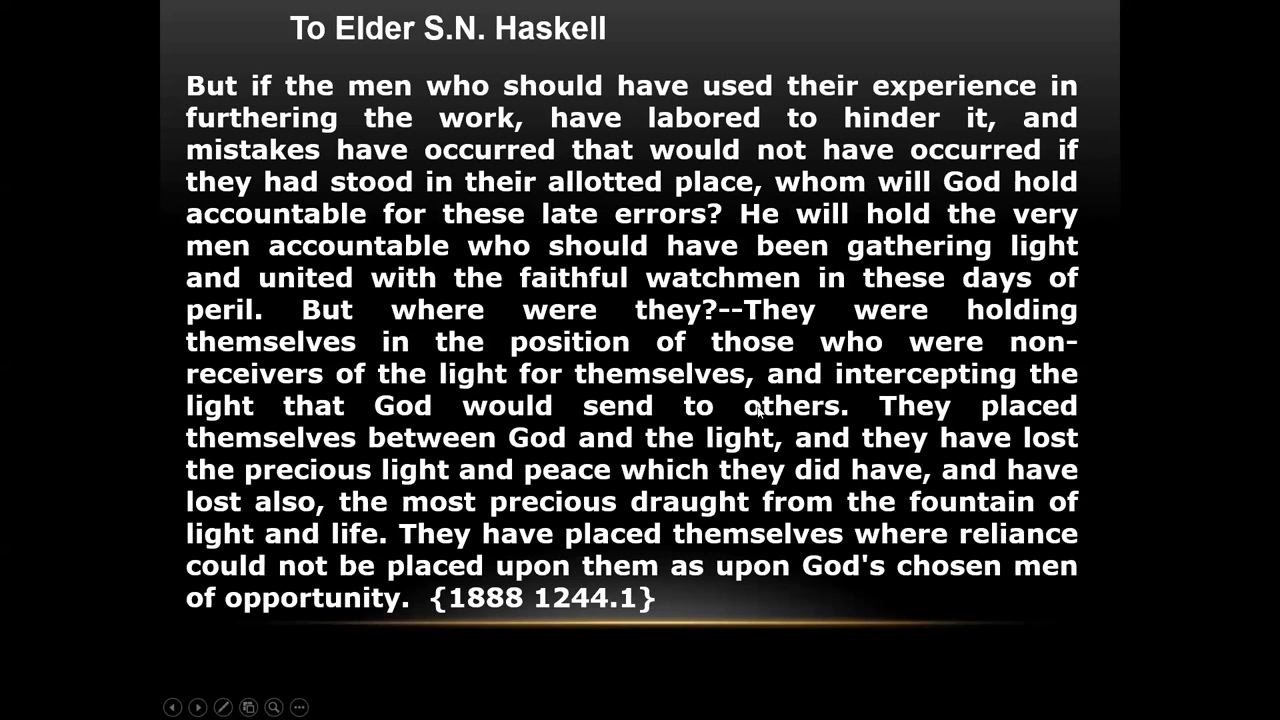 To Elder S.N. Haskell
But if the men who should have used their experience in
furthering the work, have labored to hinder it, and
mistakes have occurred that would not have occurred if
they had stood in their allotted place, whom will God hold
accountable for these late errors? He will hold the very
men accountable who should have been gathering light
and united with the faithful watchmen in these days of
peril. But where were they?--They were holding
themselves in the position of those who were non-
receivers of the light for themselves, and intercepting the
light that God would send to others. They placed
themselves between God and the light, and they have lost
the precious light and peace which they did have, and have
lost also, the most precious draught from the fountain of
light and life. They have placed themselves where reliance
could not be placed upon them as upon God's chosen men
of opportunity. {1888 1244.1}